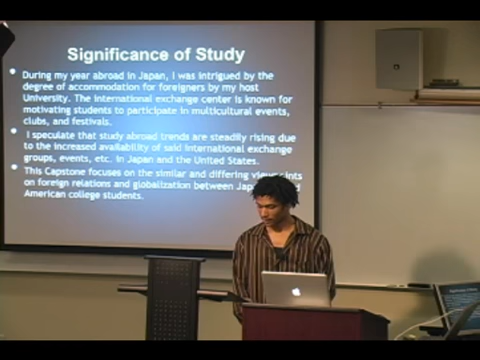 Significance of Study
• During my year abroad in Japan, I was intrigued by the
degree of accommodation for foreigners by my host
University. The international exchange center is known for
motivating students to participate in multicultural events,
clubs, and festivals.
• I speculate that study abroad trends are steadily rising due
to the increased availability of said international exchange
groups, events, etc. in Japan and the United States.
• This Capstone focuses on the similar and differing viewpoints
on foreign relations and globalization between
American college students.